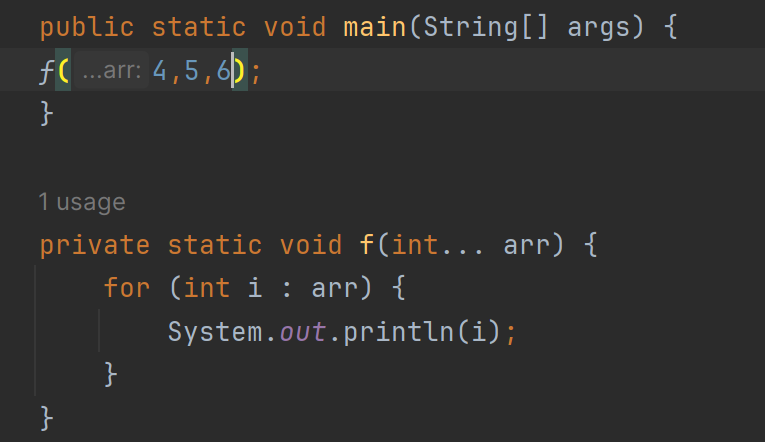 public static void main(String[] args) {
f( ...arr: 4,5,6);
}
1 usage
private static void f(int... arr) {
for (int i : arr) {
System.out.println(i);
}
}